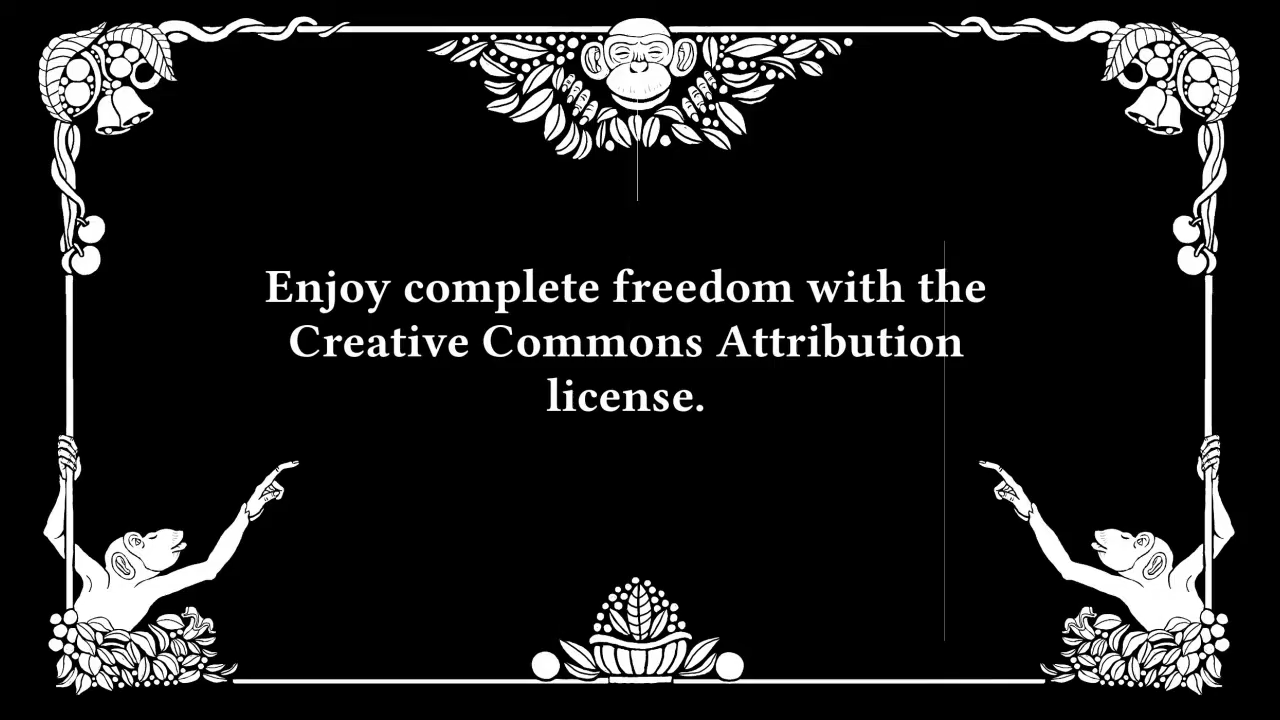 Enjoy complete freedom with the
Creative Commons Attribution
license.